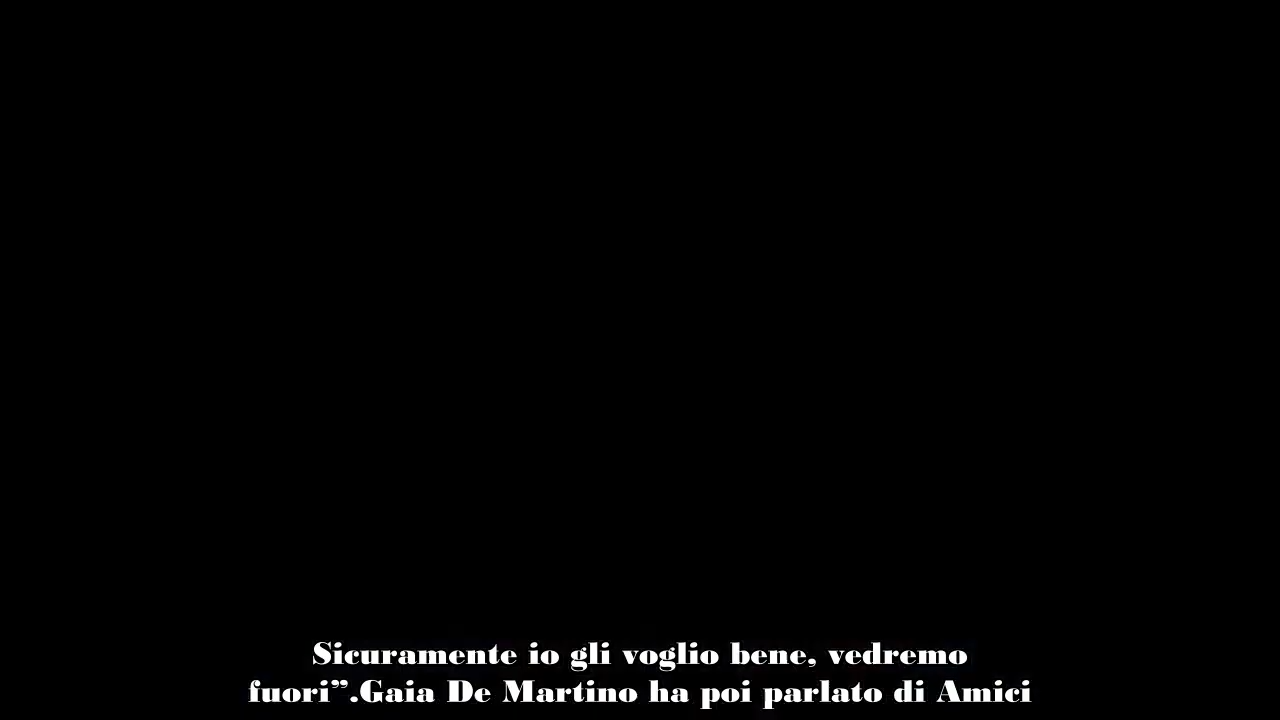 Sicuramente io gli voglio bene, vedremo
fuori”.Gaia De Martino ha poi parlato di Amici